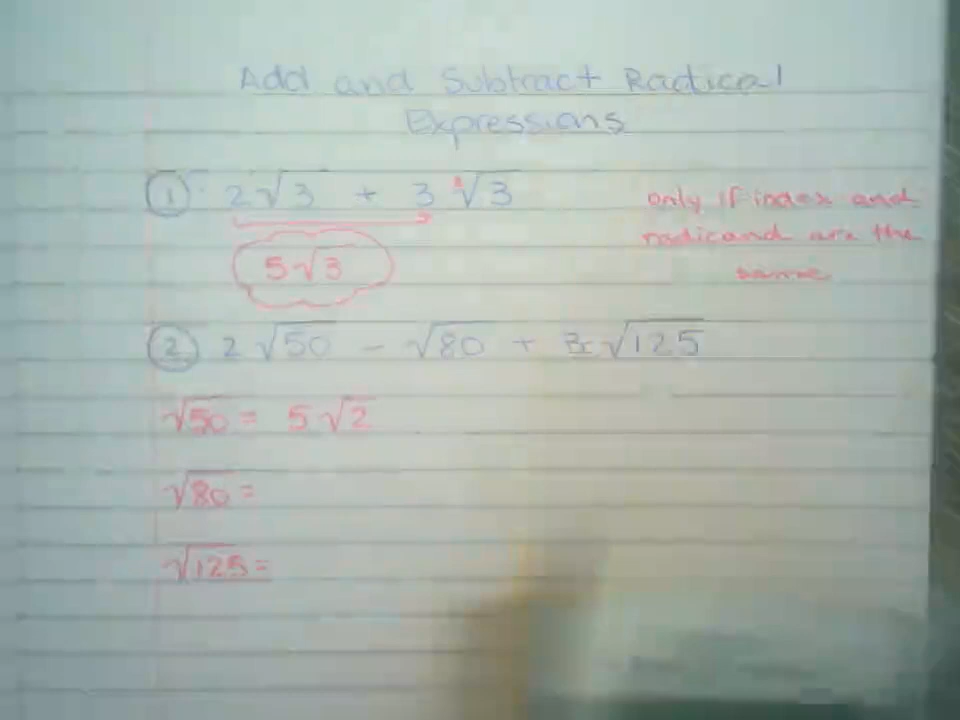 Add and Subtract Radical
Expressions
① 2√3 + 3√3
only if index and
radicand are the
same
5√3
② 2√50 - √80 + √125
√50 = 5√2
√80 =
√125 =